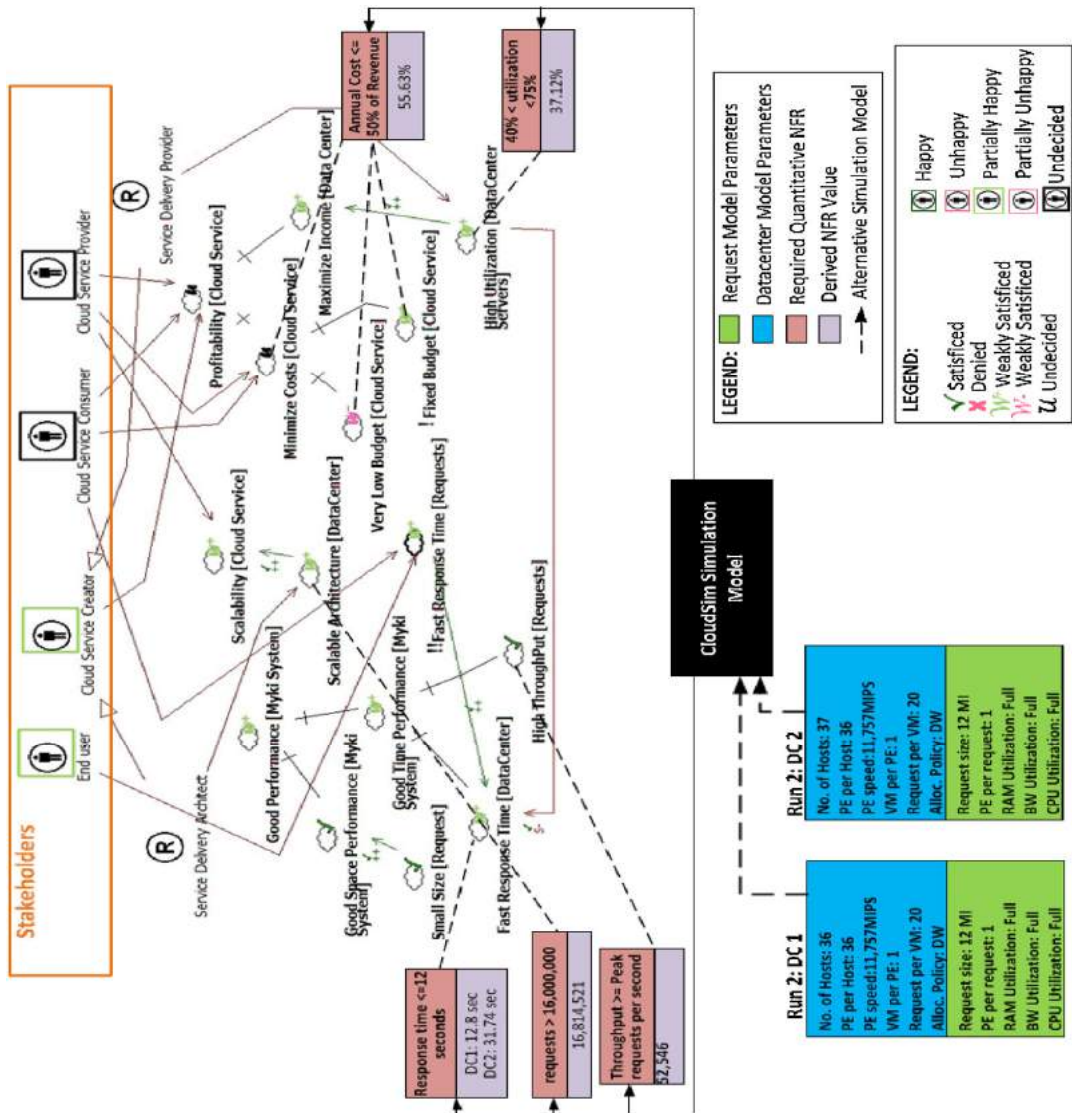 Stakeholders
End user
Cloud Service Creator
Cloud Service Consumer
Cloud Service Provider
R
Service Delivery Architect
R
Service Delivery Provider
Good Performance [Myki System]
Scalability [Cloud Service]
Profitability [Cloud Service]
Good Space Performance [Myki
System]
Scalable Architecture [DataCenter]
Minimize Costs [Cloud Service]
Maximize Income [Data Center]
Small Size [Request]
Good Time Performance [Myki
System]
Very Low Budget [Cloud Service]
!!Fast Response Time [Requests]
! Fixed Budget [Cloud Service]
Fast Response Time [DataCenter]
High ThroughPut [Requests]
High Utilization [DataCenter
Servers]
Response time <=12
seconds
DC1: 12.8 sec
DC2: 31.74 sec
requests > 16,000,000
16,814,521
Throughput >= Peak
requests per second
52,546
Annual Cost <=
50% of Revenue
55.63%
40% < utilization
<75%
37.12%
CloudSim Simulation
Model
Run 2: DC 1
No. of Hosts: 36
PE per Host: 36
PE speed:11,757MIPS
VM per PE: 1
Request per VM: 20
Alloc. Policy: DW
Request size: 12 MI
PE per request: 1
RAM Utilization: Full
BW Utilization: Full
CPU Utilization: Full
Run 2: DC2
No. of Hosts: 37
PE per Host: 36
PE speed:11,757MIPS
VM per PE: 1
Request per VM: 20
Alloc. Policy: DW
Request size: 12 MI
PE per request: 1
RAM Utilization: Full
BW Utilization: Full
CPU Utilization: Full
LEGEND:
Request Model Parameters
Datacenter Model Parameters
Required Quantitative NFR
Derived NFR Value
Alternative Simulation Model
LEGEND:
Satisficed
Denied
W+ Weakly Satisficed
W- Weakly Satisficed
U Undecided
Happy
Unhappy
Partially Happy
Partially Unhappy
Undecided